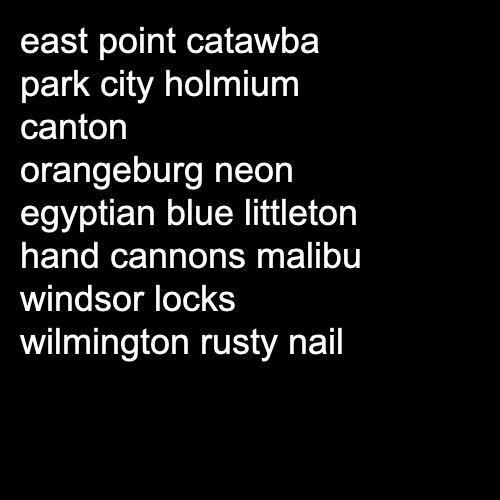 east point catawba
park city holmium
canton
orangeburg neon
egyptian blue littleton
hand cannons malibu
windsor locks
wilmington rusty nail